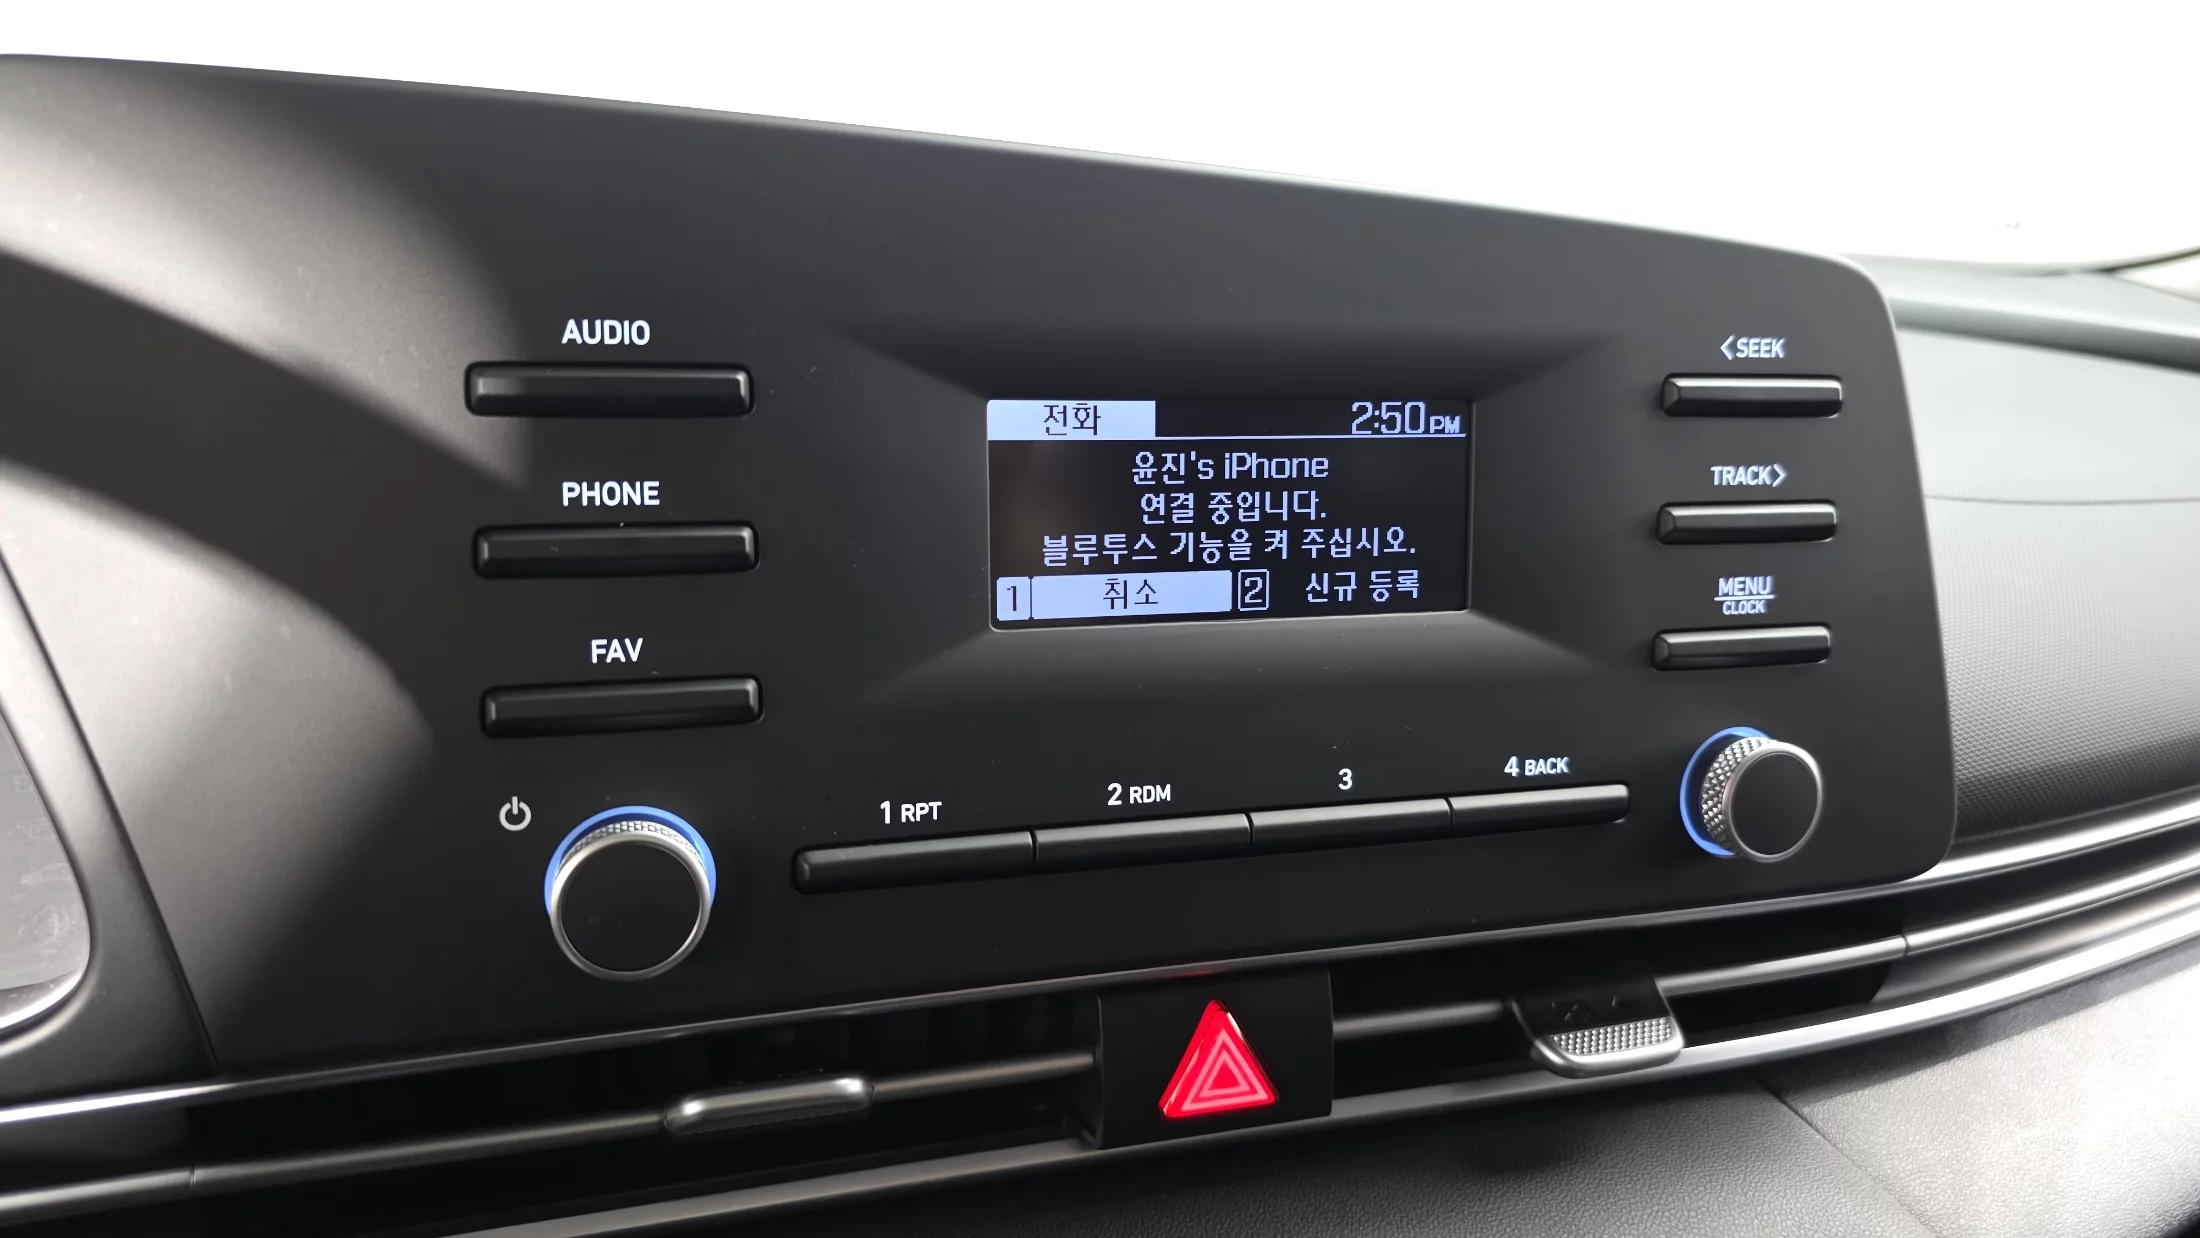 AUDIO
PHONE
FAV
전화 2:50 PM
윤진's iPhone
연결 중입니다.
블루투스 기능을 켜 주십시오.
1 취소 2 신규 등록
<SEEK
TRACK>
MENU
CLOCK
1 RPT 2 RDM 3 4 BACK